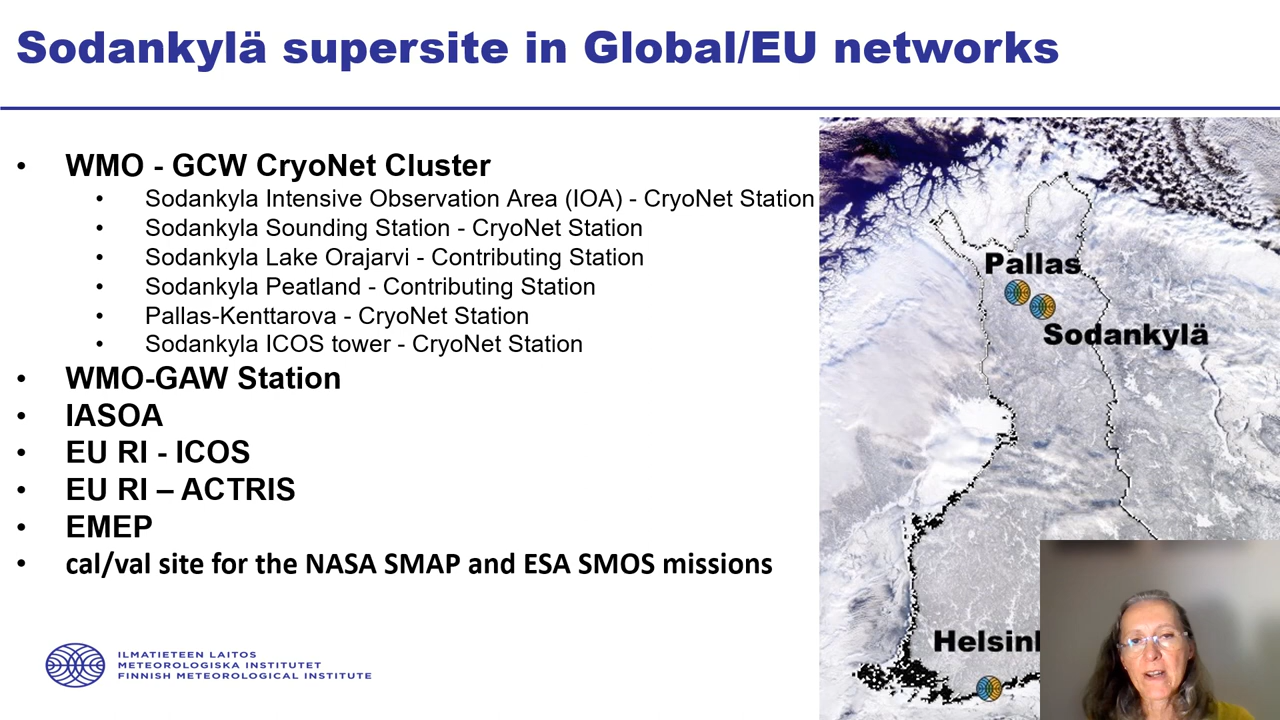 Sodankylä supersite in Global/EU networks
• WMO - GCW CryoNet Cluster
• Sodankyla Intensive Observation Area (IOA) - CryoNet Station
• Sodankyla Sounding Station - CryoNet Station
• Sodankyla Lake Orajarvi - Contributing Station
• Sodankyla Peatland - Contributing Station
• Pallas-Kenttarova - CryoNet Station
• Sodankyla ICOS tower - CryoNet Station
• WMO-GAW Station
• IASOA
• EU RI - ICOS
• EU RI – ACTRIS
• EMEP
• cal/val site for the NASA SMAP and ESA SMOS missions
Pallas
Sodankylä
ILMATIETEEN LAITOS
METEOROLOGISKA INSTITUTET
FINNISH METEOROLOGICAL INSTITUTE